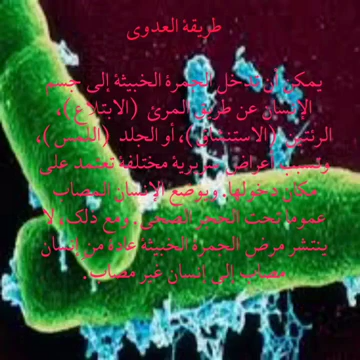 طريقة العدوى
يمكن ان تدخل الجمرة الخبيثة إلى جسم
الإنسان عن طريق المرئ (الابتلاع)،
الرئتين (الاستنشاق)، أو الجلد (اللمس)،
وتسبب أعراض سريرية مختلفة تعتمد على
مكان دخولها. ويوضع الإنسان المصاب
عموما تحت الحجر الصحي. ومع ذلك، لا
ينتشر مرض الجمرة الخبيثة عادة من إنسان
مصاب إلى إنسان غير مصاب.